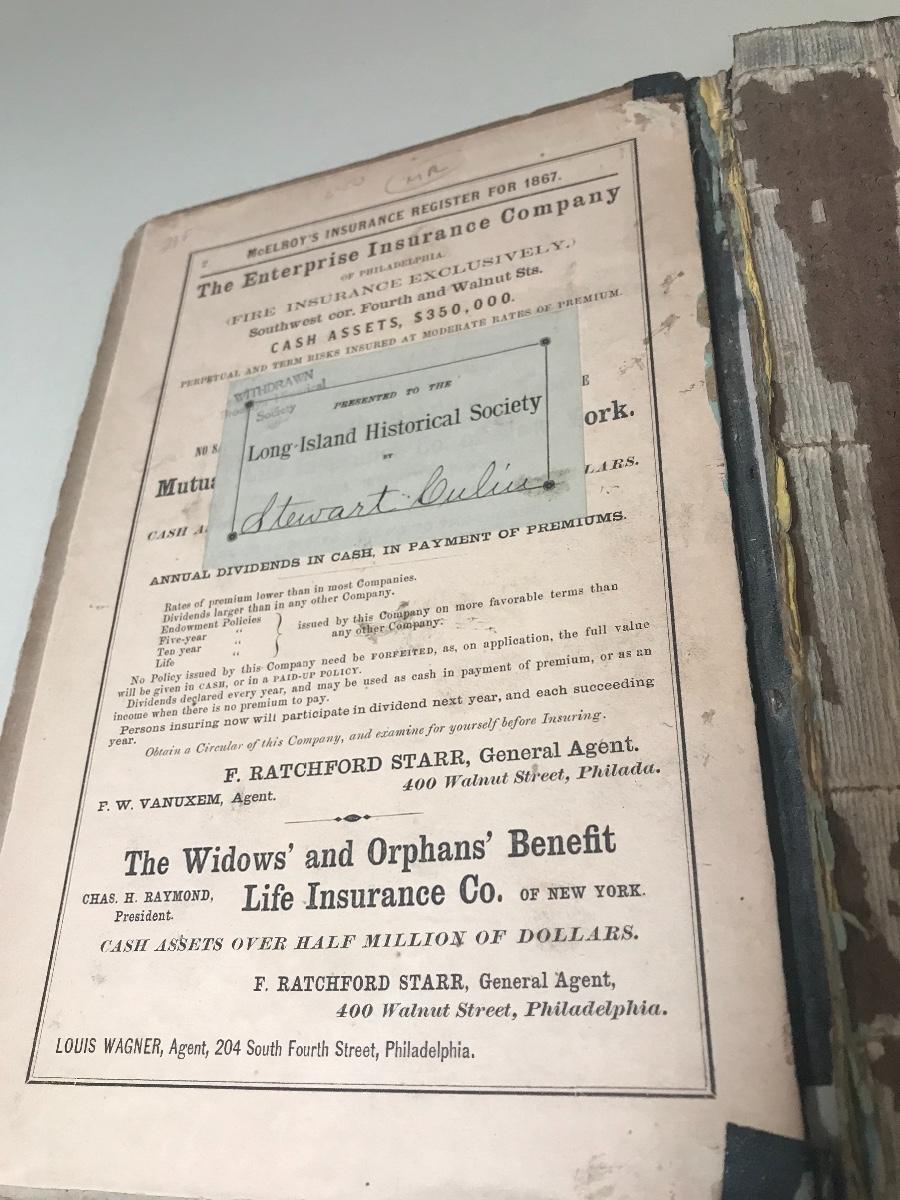 MR
2
McELROY'S INSURANCE REGISTER FOR 1867.
The Enterprise Insurance Company
OF PHILADELPHIA.
(FIRE INSURANCE EXCLUSIVELY.)
Southwest cor. Fourth and Walnut Sts.
CASH ASSETS, $350,000.
PERPETUAL AND TERM RISKS INSURED AT MODERATE RATES OF PREMIUM.
WITHDRAWN
Historical
Society
PRESENTED TO THE
Long-Island Historical Society
BY
Stewart Culin
E
NO
ork.
Mutua
LARS.
CASH A
ANNUAL DIVIDENDS IN CASH, IN PAYMENT OF PREMIUMS.
Rates of premium lower than in most Companies.
Dividends larger than in any other Company.
Endowment Policies
Five-year "
Ten year "
Life "
} issued by this Company on more favorable terms than
any other Company.
No Policy issued by this Company need be FORFEITED, as, on application, the full value
will be given in CASH, or in a PAID-UP POLICY.
Dividends declared every year, and may be used as cash in payment of premium, or as an
income when there is no premium to pay.
Persons insuring now will participate in dividend next year, and each succeeding
year.
Obtain a Circular of this Company, and examine for yourself before Insuring.
F. RATCHFORD STARR, General Agent.
400 Walnut Street, Philada.
F. W. VANUXEM, Agent.
The Widows' and Orphans' Benefit
CHAS. H. RAYMOND,
President.
Life Insurance Co. OF NEW YORK.
CASH ASSETS OVER HALF MILLION OF DOLLARS.
F. RATCHFORD STARR, General Agent,
400 Walnut Street, Philadelphia.
LOUIS WAGNER, Agent, 204 South Fourth Street, Philadelphia.